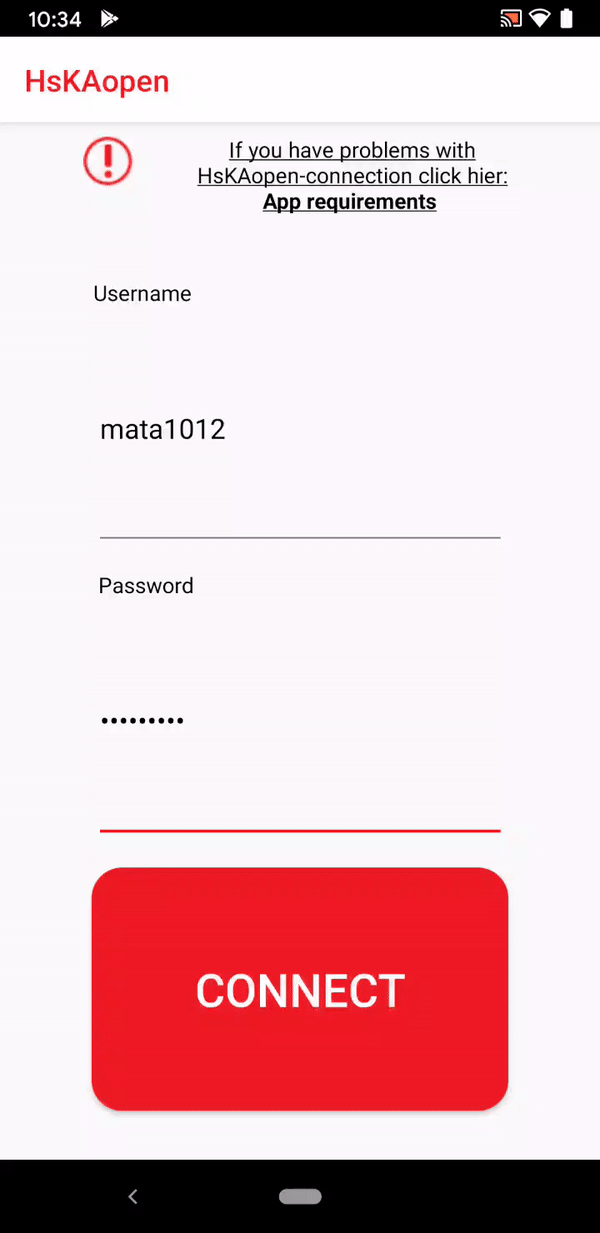 10:34
HsKAopen
If you have problems with
HsKAopen-connection click hier:
App requirements
Username
mata1012
Password
•••••••••
CONNECT